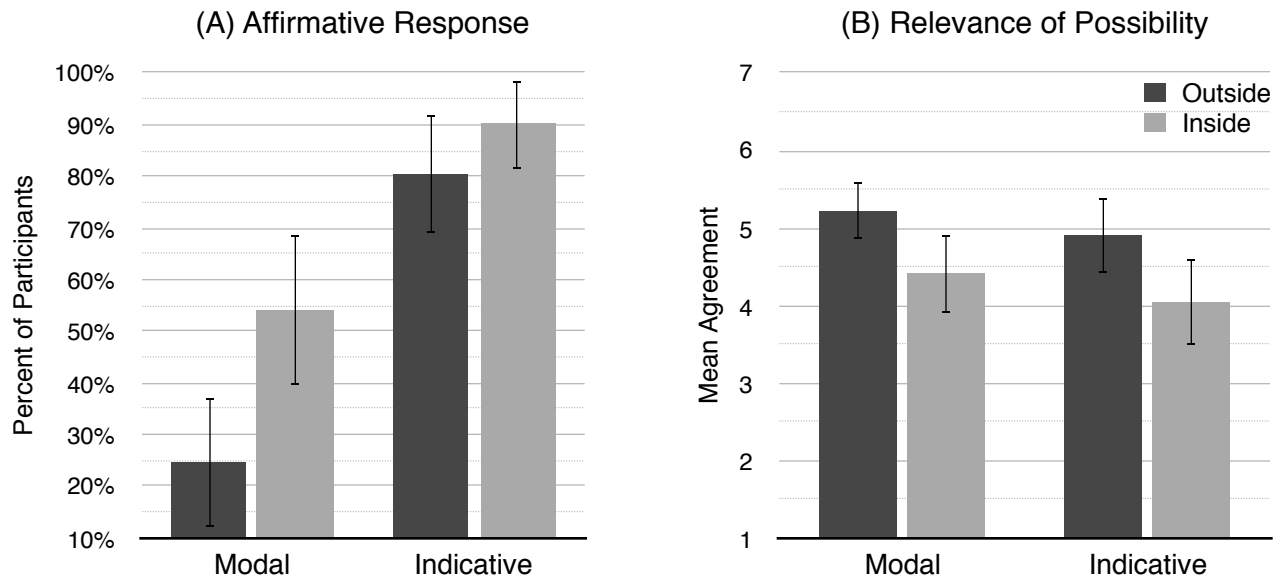 (A) Affirmative Response
Percent of Participants
100%
90%
80%
70%
60%
50%
40%
30%
20%
10%
Modal
Indicative
(B) Relevance of Possibility
Mean Agreement
7
6
5
4
3
2
1
Outside
Inside
Modal
Indicative